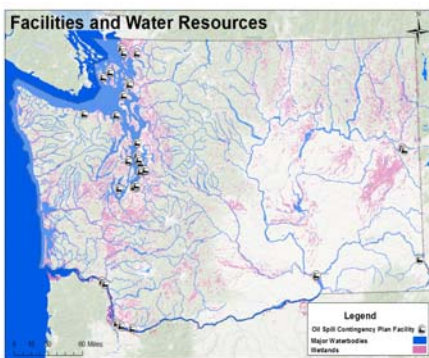 Facilities and Water Resources
Legend
Oil Spill Contingency Plan Facility
Major Waterbodies
Wetlands
60 Miles